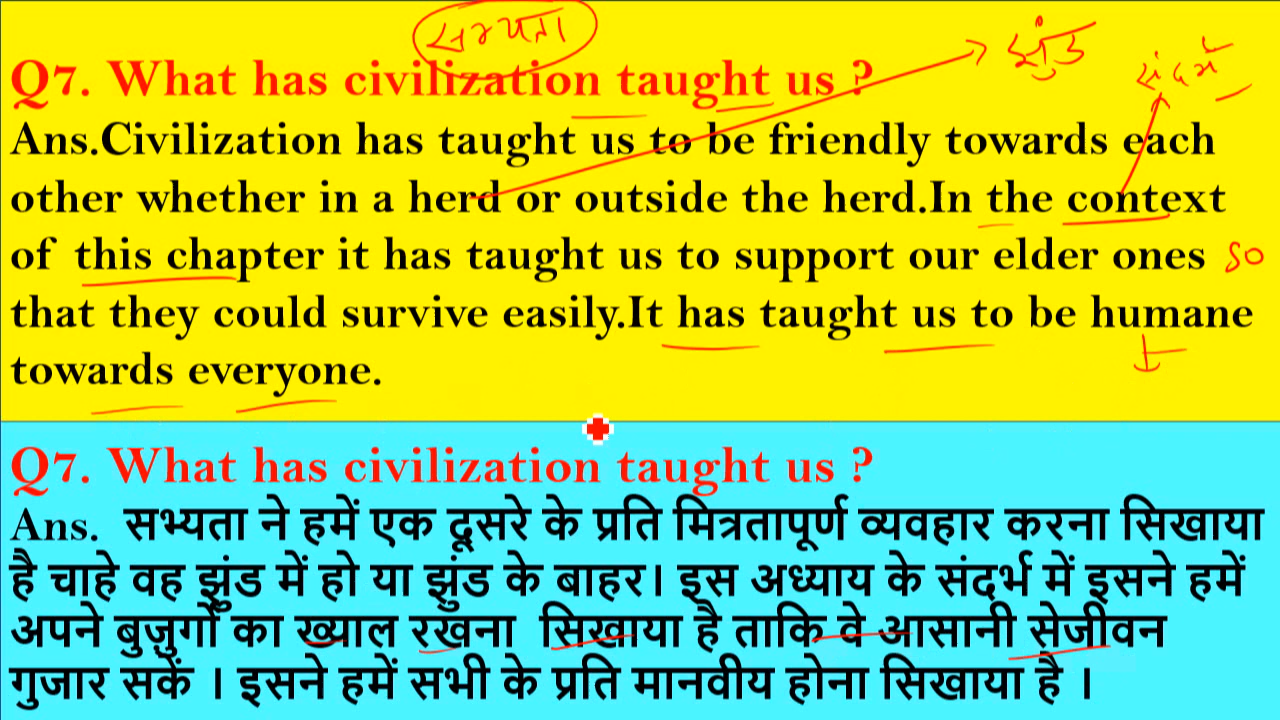 सभ्यता
झुंड
संदर्भ
Q7. What has civilization taught us ?
Ans.Civilization has taught us to be friendly towards each
other whether in a herd or outside the herd.In the context
of this chapter it has taught us to support our elder ones so
that they could survive easily.It has taught us to be humane
towards everyone.
Q7. What has civilization taught us ?
Ans. सभ्यता ने हमें एक दूसरे के प्रति मित्रतापूर्ण व्यवहार करना सिखाया
है चाहे वह झुंड में हो या झुंड के बाहर। इस अध्याय के संदर्भ में इसने हमें
अपने बुज़ुर्गों का ख्याल रखना सिखाया है ताकि वे आसानी सेजीवन
गुजार सकें । इसने हमें सभी के प्रति मानवीय होना सिखाया है ।